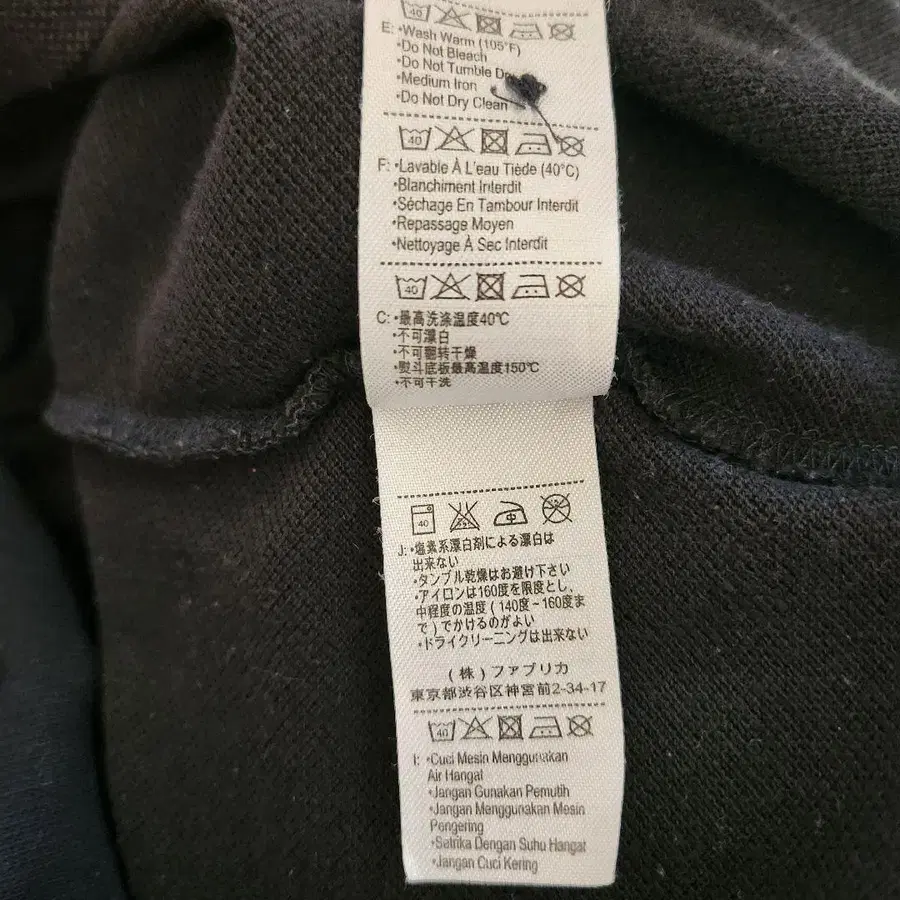 40
E: •Wash Warm (105°F)
•Do Not Bleach
•Do Not Tumble
•Medium Iron
•Do Not Dry Clean
40
F: •Lavable À L'eau Tiède (40°C)
•Blanchiment Interdit
•Séchage En Tambour Interdit
•Repassage Moyen
•Nettoyage À Sec Interdit
40
C: •最高洗涤温度40℃
•不可漂白
•不可翻转干燥
•熨斗底板最高温度150℃
•不可干洗
40 中
J: •塩素系漂白剤による漂白は
出来ない
•タンブル乾燥はお避け下さい
•アイロンは160度を限度とし、
中程度の温度(140度~160度ま
で)でかけるのがよい
•ドライクリーニングは出来ない
(株)ファブリカ
東京都渋谷区神宮前2-34-17
40
I: •Cuci Mesin Menggunakan
Air Hangat
•Jangan Gunakan Pemutih
•Jangan Menggunakan Mesin
Pengering
•Satrika Dengan Suhu Hangat
•Jangan Cuci Kering